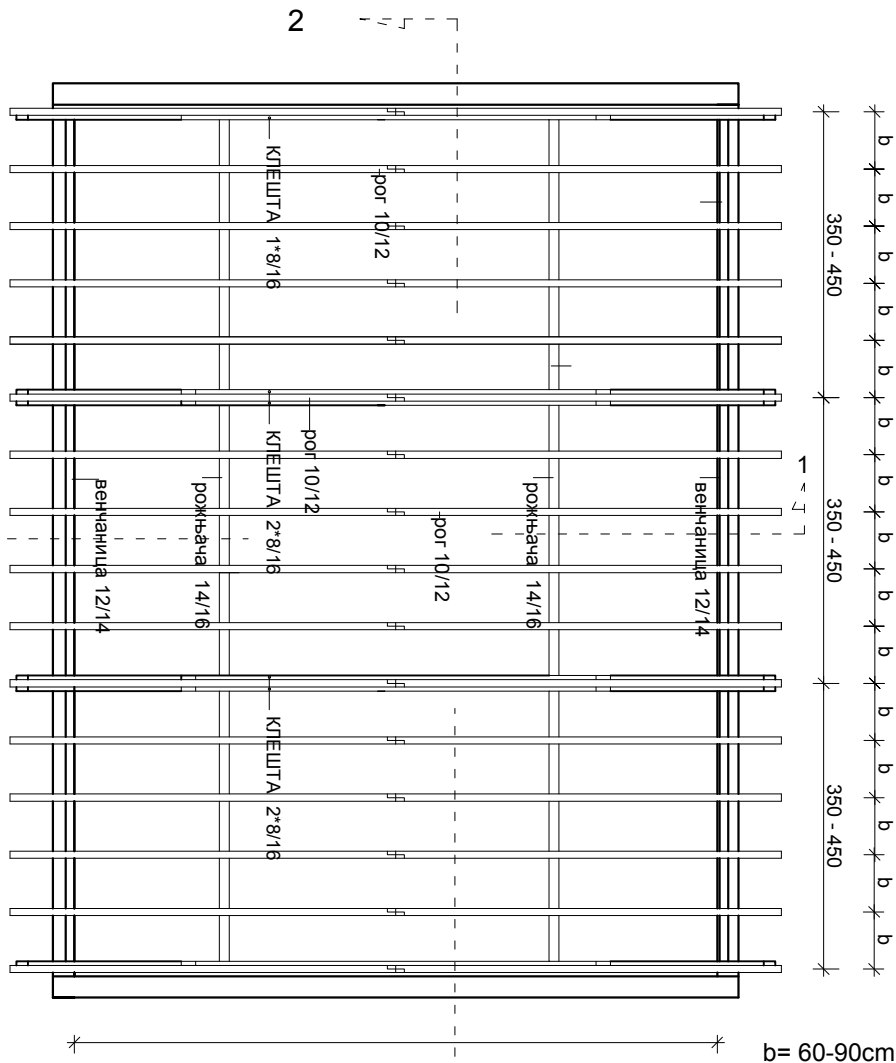 2
b
b
b
b
b
350 - 450
КЛЕШТА 1*8/16
рог 10/12
b
b
b
b
b
350 - 450
1
КЛЕШТА 2*8/16
рог 10/12
рог 10/12
венчаница 12/14
рожњача 14/16
рожњача 14/16
венчаница 12/14
b
b
b
b
b
350 - 450
КЛЕШТА 2*8/16
b= 60-90cm